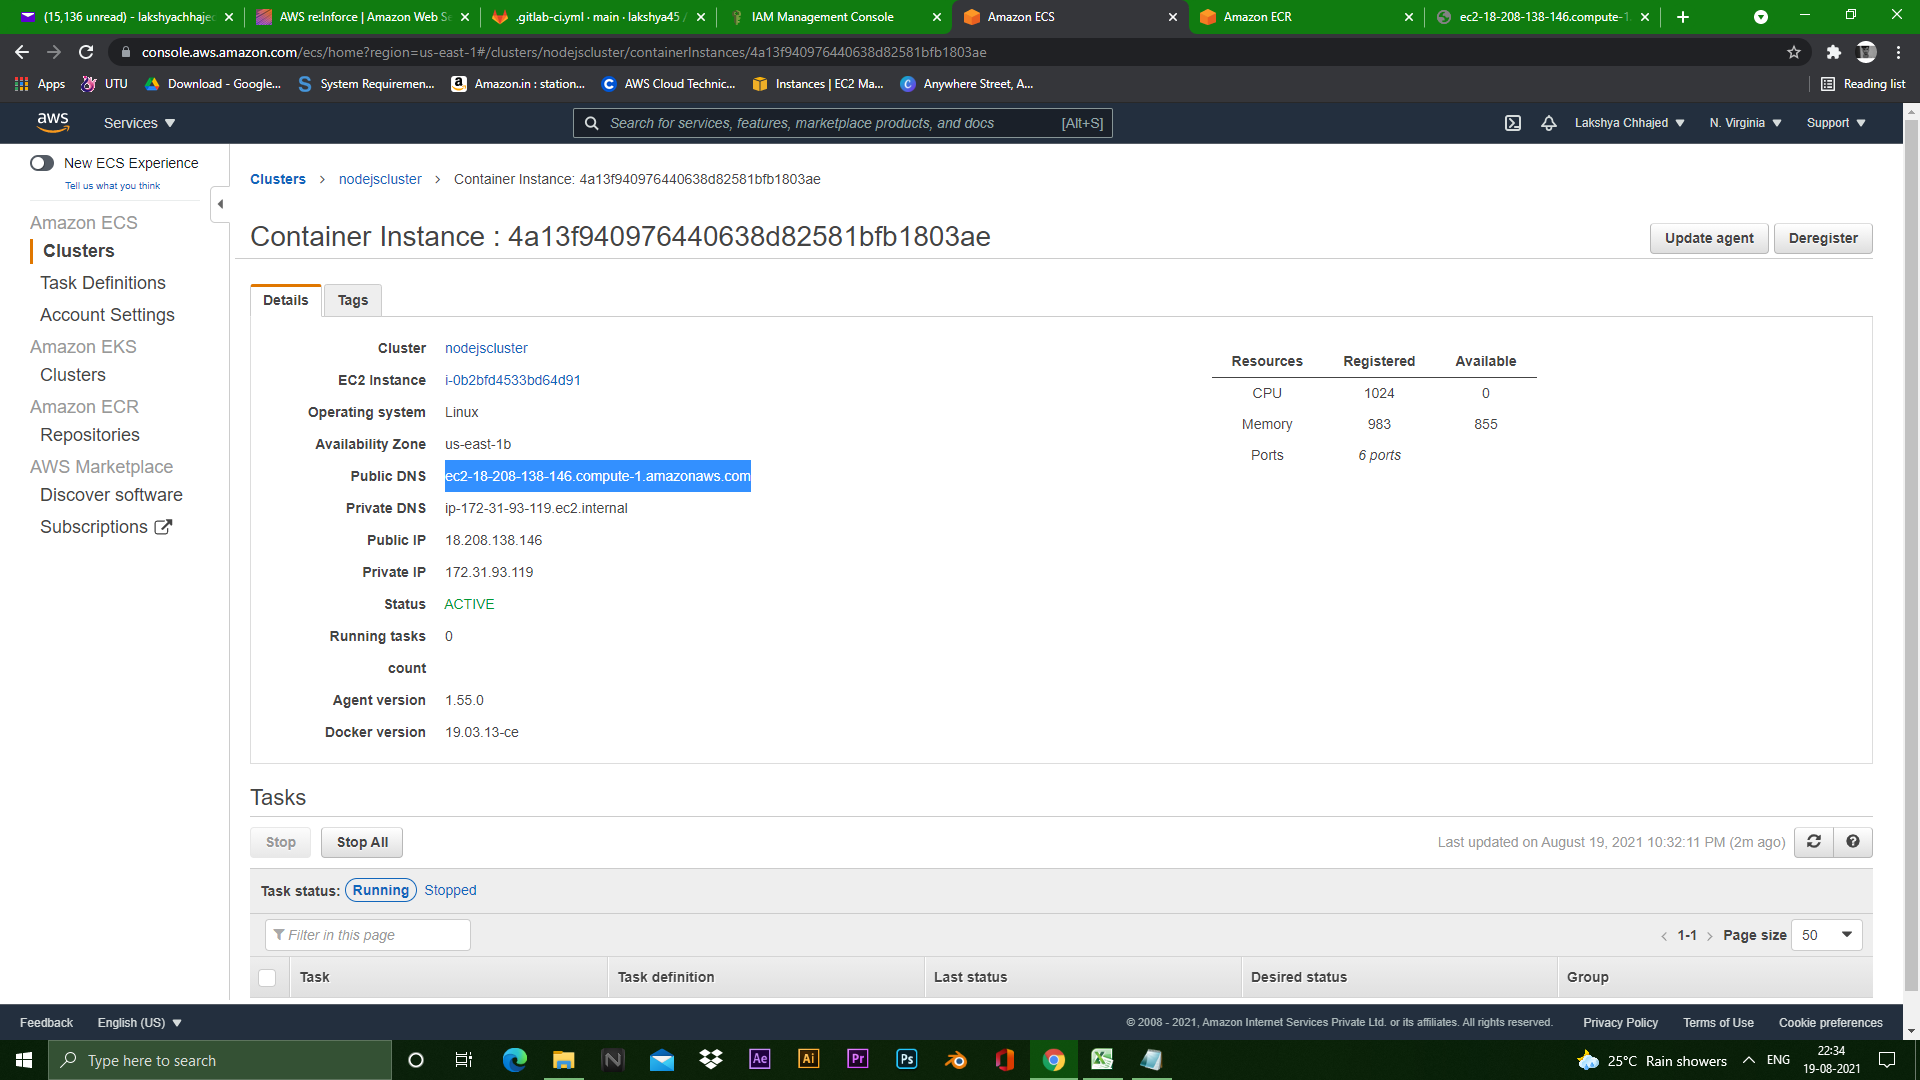 (15,136 unread) - lakshyachhajed
AWS re:Inforce | Amazon Web Se
.gitlab-ci.yml · main · lakshya45 /
IAM Management Console
Amazon ECS
Amazon ECR
ec2-18-208-138-146.compute-1.
console.aws.amazon.com/ecs/home?region=us-east-1#/clusters/nodejscluster/containerInstances/4a13f940976440638d82581bfb1803ae
Apps
UTU
Download - Google...
System Requiremen...
Amazon.in : station...
AWS Cloud Technic...
Instances | EC2 Ma...
Anywhere Street, A...
Reading list
aws
Services
Search for services, features, marketplace products, and docs
[Alt+S]
Lakshya Chhajed
N. Virginia
Support
New ECS Experience
Tell us what you think
Amazon ECS
Clusters
Task Definitions
Account Settings
Amazon EKS
Clusters
Amazon ECR
Repositories
AWS Marketplace
Discover software
Subscriptions
Clusters > nodejscluster > Container Instance: 4a13f940976440638d82581bfb1803ae
Container Instance : 4a13f940976440638d82581bfb1803ae
Update agent
Deregister
Details
Tags
Cluster nodejscluster
EC2 Instance i-0b2bfd4533bd64d91
Operating system Linux
Availability Zone us-east-1b
Public DNS ec2-18-208-138-146.compute-1.amazonaws.com
Private DNS ip-172-31-93-119.ec2.internal
Public IP 18.208.138.146
Private IP 172.31.93.119
Status ACTIVE
Running tasks 0
count
Agent version 1.55.0
Docker version 19.03.13-ce
Resources Registered Available
CPU 1024 0
Memory 983 855
Ports 6 ports
Tasks
Stop
Stop All
Last updated on August 19, 2021 10:32:11 PM (2m ago)
Task status: Running Stopped
Filter in this page
< 1-1 > Page size 50
Task
Task definition
Last status
Desired status
Group
Feedback
English (US)
© 2008 - 2021, Amazon Internet Services Private Ltd. or its affiliates. All rights reserved.
Privacy Policy
Terms of Use
Cookie preferences
Type here to search
N
Ae
Ai
Pr
Ps
25°C Rain showers
ENG
22:34
19-08-2021